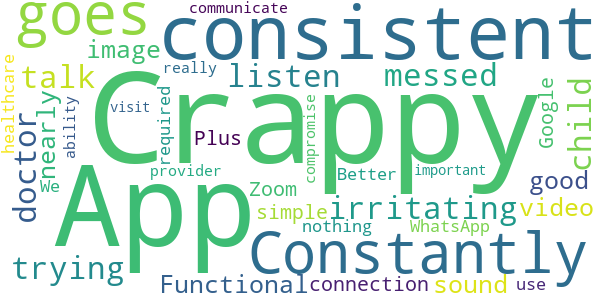 communicate
goes
consistent
healthcare
image
really
talk
listen
messed
Crappy
visit
Plus
required
nearly
ability
doctor
compromise
Google
child
We
App
provider
Better
important
Zoom
good
simple
irritating
video
nothing
WhatsApp
trying
Constantly
Functional
connection
sound
use